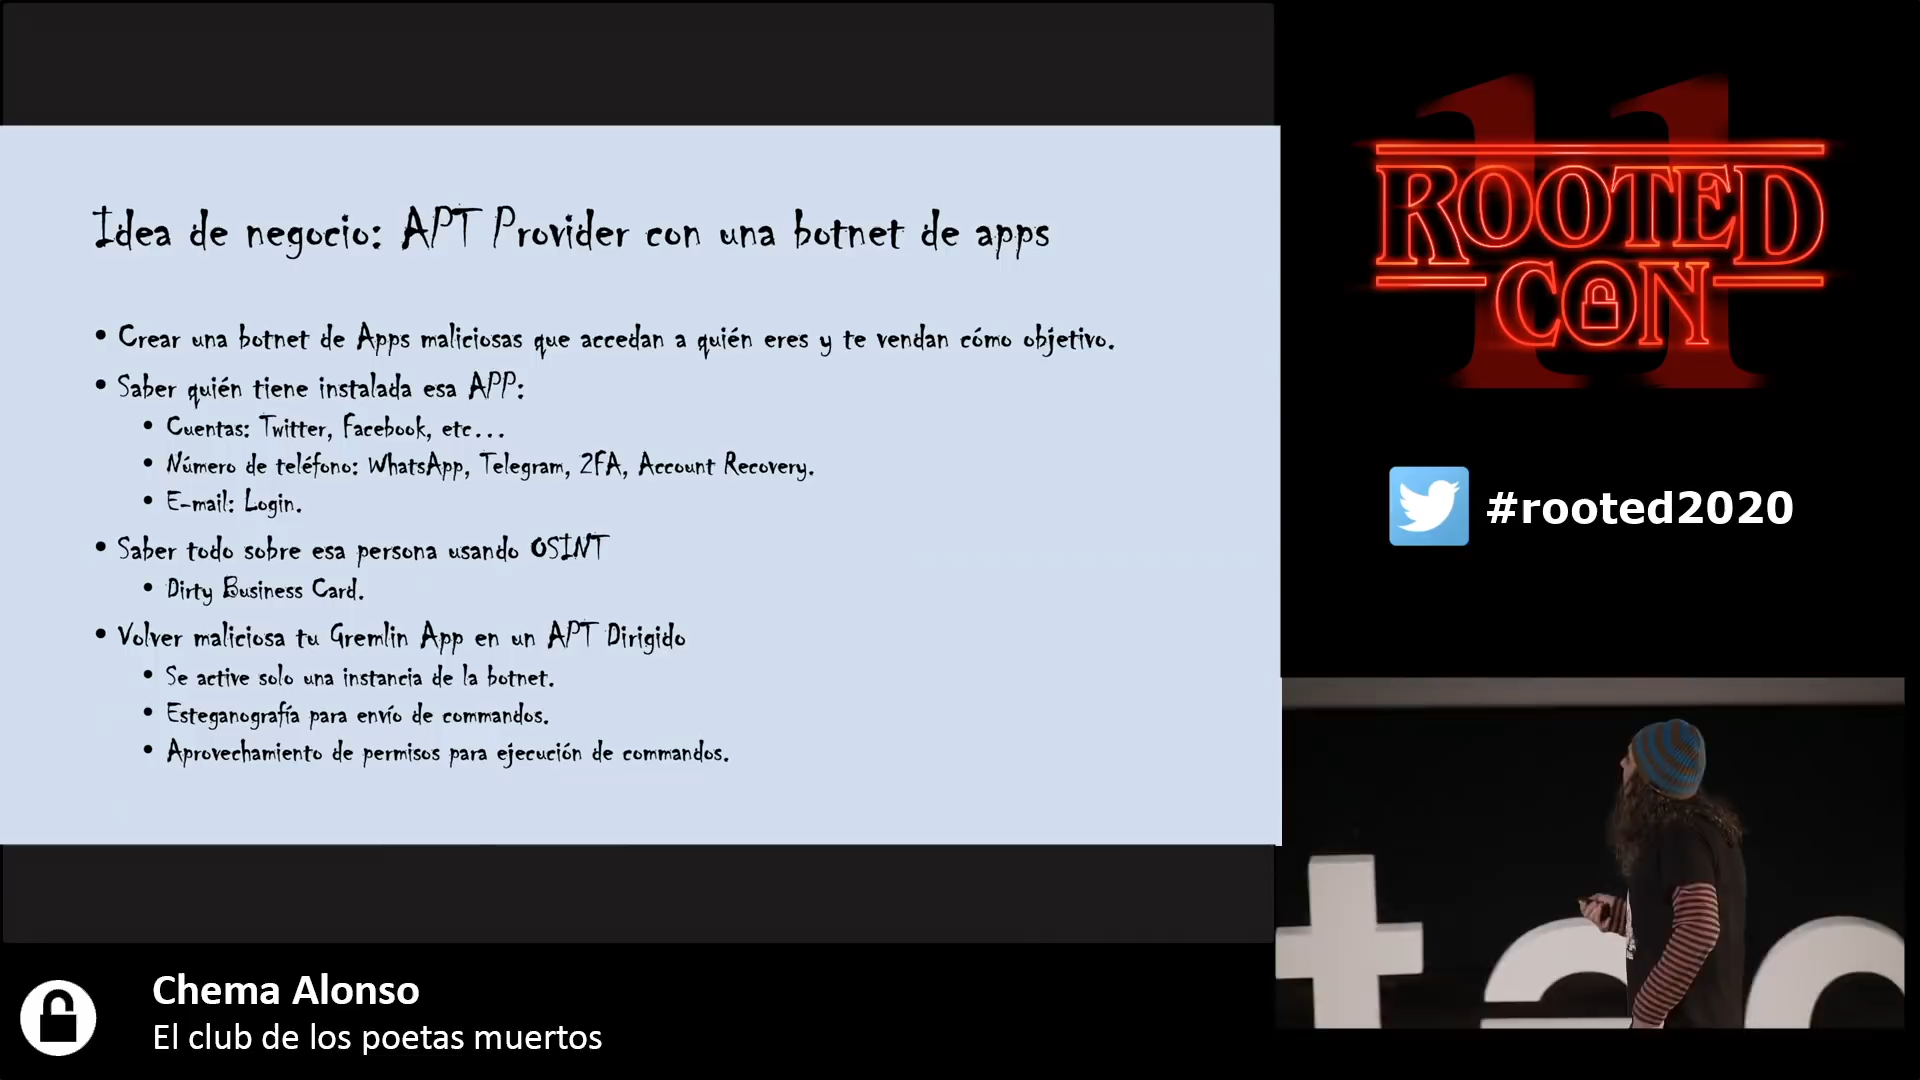 Idea de negocio: APT Provider con una botnet de apps
• Crear una botnet de Apps maliciosas que accedan a quién eres y te vendan cómo objetivo.
• Saber quién tiene instalada esa APP:
• Cuentas: Twitter, Facebook, etc...
• Número de teléfono: WhatsApp, Telegram, 2FA, Account Recovery.
• E-mail: Login.
• Saber todo sobre esa persona usando OSINT
• Dirty Business Card.
• Volver maliciosa tu Gremlin App en un APT Dirigido
• Se active solo una instancia de la botnet.
• Esteganografía para envío de commandos.
• Aprovechamiento de permisos para ejecución de commandos.
11
ROOTED
CON
#rooted2020
te
Chema Alonso
El club de los poetas muertos